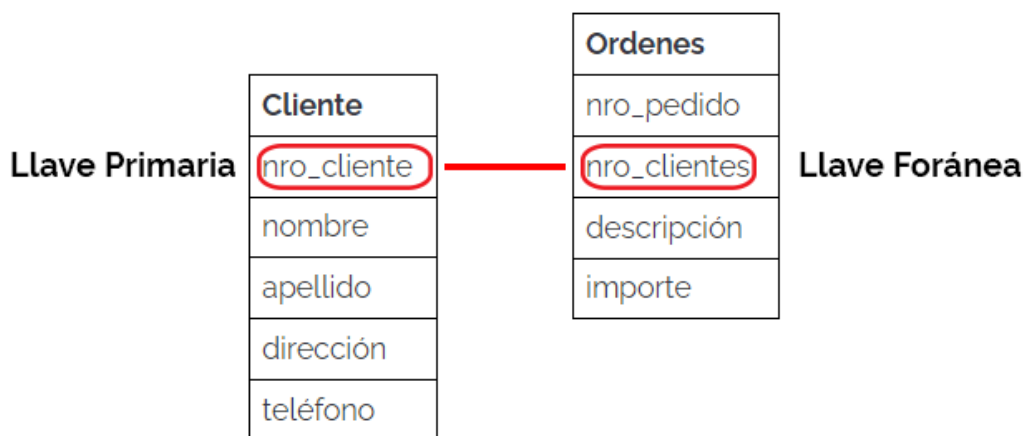 Llave Primaria
Cliente
nro_cliente
nombre
apellido
dirección
teléfono
Ordenes
nro_pedido
nro_clientes
descripción
importe
Llave Foránea